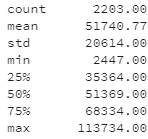 count 2203.00
mean 51740.77
std 20614.00
min 2447.00
25% 35364.00
50% 51369.00
75% 68334.00
max 113734.00